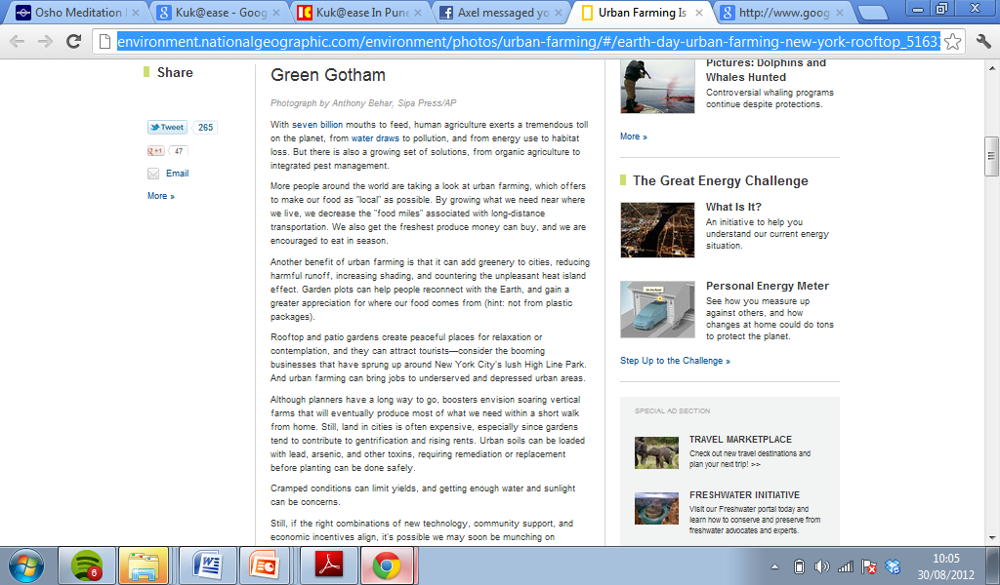 Osho Meditation
Kuk@ease - Goog
Kuk@ease In Pune
Axel messaged yo
Urban Farming Is
http://www.goog
environment.nationalgeographic.com/environment/photos/urban-farming/#/earth-day-urban-farming-new-york-rooftop_5163
Share
Tweet 265
+1 47
Email
More »
Green Gotham
Photograph by Anthony Behar, Sipa Press/AP
With seven billion mouths to feed, human agriculture exerts a tremendous toll
on the planet, from water draws to pollution, and from energy use to habitat
loss. But there is also a growing set of solutions, from organic agriculture to
integrated pest management.
More people around the world are taking a look at urban farming, which offers
to make our food as "local" as possible. By growing what we need near where
we live, we decrease the "food miles" associated with long-distance
transportation. We also get the freshest produce money can buy, and we are
encouraged to eat in season.
Another benefit of urban farming is that it can add greenery to cities, reducing
harmful runoff, increasing shading, and countering the unpleasant heat island
effect. Garden plots can help people reconnect with the Earth, and gain a
greater appreciation for where our food comes from (hint: not from plastic
packages).
Rooftop and patio gardens create peaceful places for relaxation or
contemplation, and they can attract tourists—consider the booming
businesses that have sprung up around New York City's lush High Line Park.
And urban farming can bring jobs to underserved and depressed urban areas.
Although planners have a long way to go, boosters envision soaring vertical
farms that will eventually produce most of what we need within a short walk
from home. Still, land in cities is often expensive, especially since gardens
tend to contribute to gentrification and rising rents. Urban soils can be loaded
with lead, arsenic, and other toxins, requiring remediation or replacement
before planting can be done safely.
Cramped conditions can limit yields, and getting enough water and sunlight
can be concerns.
Still, if the right combinations of new technology, community support, and
economic incentives align, it's possible we may soon be munching on
Pictures: Dolphins and
Whales Hunted
Controversial whaling programs
continue despite protections.
More »
The Great Energy Challenge
What Is It?
An initiative to help you
understand our current energy
situation.
Personal Energy Meter
See how you measure up
against others, and how
changes at home could do tons
to protect the planet.
Step Up to the Challenge »
SPECIAL AD SECTION
TRAVEL MARKETPLACE
Check out new travel destinations and
plan your next trip! >>
FRESHWATER INITIATIVE
Visit our Freshwater portal today and
learn how to conserve and preserve from
freshwater advocates and experts.
6
10:05
30/08/2012